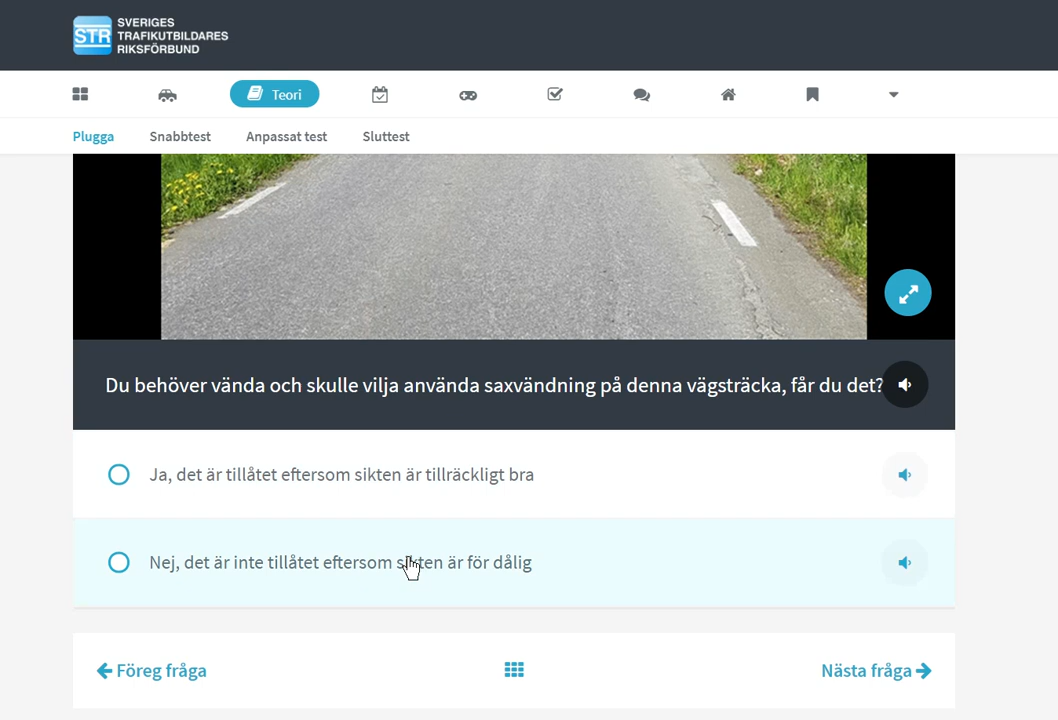 STR
SVERIGES
TRAFIKUTBILDARES
RIKSFÖRBUND
Teori
Plugga Snabbtest Anpassat test Sluttest
Du behöver vända och skulle vilja använda saxvändning på denna vägsträcka, får du det?
Ja, det är tillåtet eftersom sikten är tillräckligt bra
Nej, det är inte tillåtet eftersom sikten är för dålig
Föreg fråga Nästa fråga